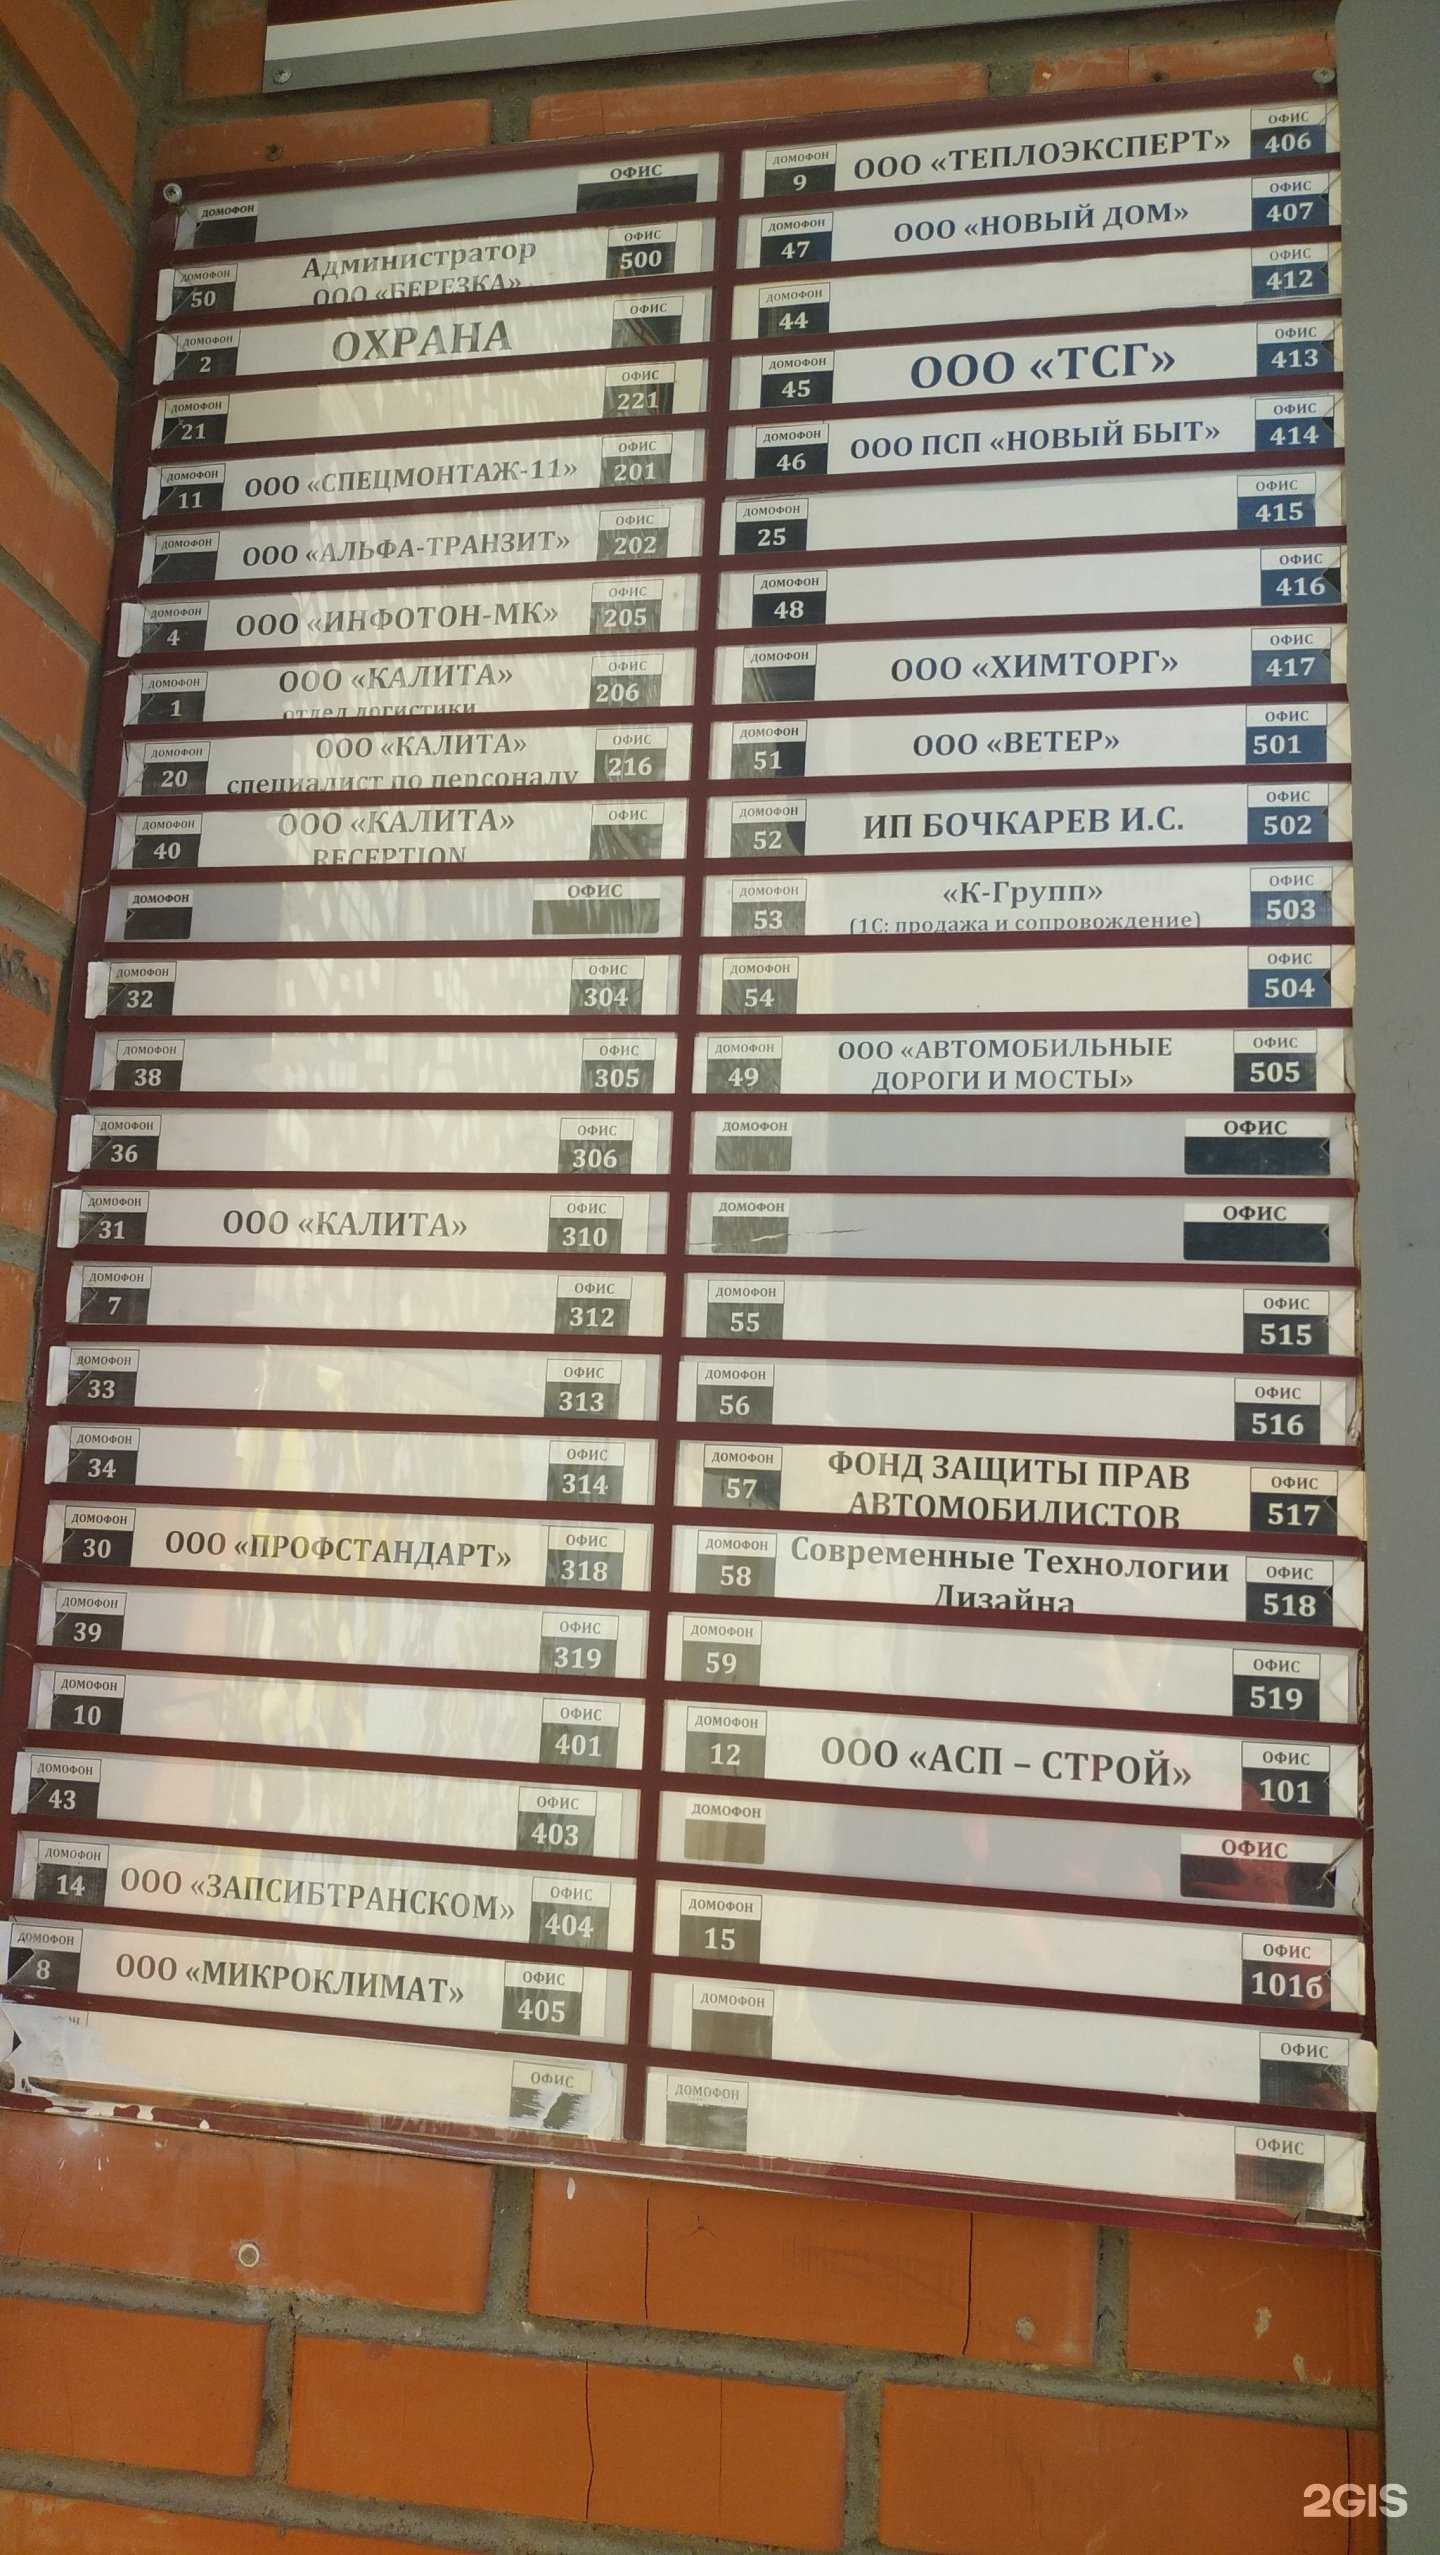 ДОМОФОН ОФИС
ДОМОФОН 50 Администратор ООО «БЕРЕЗКА» ОФИС 500
ДОМОФОН 2 ОХРАНА ОФИС
ДОМОФОН 21 ОФИС 221
ДОМОФОН 11 ООО «СПЕЦМОНТАЖ-11» ОФИС 201
ДОМОФОН ООО «АЛЬФА-ТРАНЗИТ» ОФИС 202
ДОМОФОН 4 ООО «ИНФОТОН-МК» ОФИС 205
ДОМОФОН 1 ООО «КАЛИТА» отдел логистики ОФИС 206
ДОМОФОН 20 ООО «КАЛИТА» специалист по персоналу ОФИС 216
ДОМОФОН 40 ООО «КАЛИТА» RECEPTION ОФИС
ДОМОФОН ОФИС
ДОМОФОН 32 ОФИС 304
ДОМОФОН 38 ОФИС 305
ДОМОФОН 36 ОФИС 306
ДОМОФОН 31 ООО «КАЛИТА» ОФИС 310
ДОМОФОН 7 ОФИС 312
ДОМОФОН 33 ОФИС 313
ДОМОФОН 34 ОФИС 314
ДОМОФОН 30 ООО «ПРОФСТАНДАРТ» ОФИС 318
ДОМОФОН 39 ОФИС 319
ДОМОФОН 10 ОФИС 401
ДОМОФОН 43 ОФИС 403
ДОМОФОН 14 ООО «ЗАПСИБТРАНСКОМ» ОФИС 404
ДОМОФОН 8 ООО «МИКРОКЛИМАТ» ОФИС 405
ОФИС
ДОМОФОН 9 ООО «ТЕПЛОЭКСПЕРТ» ОФИС 406
ДОМОФОН 47 ООО «НОВЫЙ ДОМ» ОФИС 407
ДОМОФОН 44 ОФИС 412
ДОМОФОН 45 ООО «ТСГ» ОФИС 413
ДОМОФОН 46 ООО ПСП «НОВЫЙ БЫТ» ОФИС 414
ДОМОФОН 25 ОФИС 415
ДОМОФОН 48 ОФИС 416
ДОМОФОН ООО «ХИМТОРГ» ОФИС 417
ДОМОФОН 51 ООО «ВЕТЕР» ОФИС 501
ДОМОФОН 52 ИП БОЧКАРЕВ И.С. ОФИС 502
ДОМОФОН 53 «К-Групп» (1С: продажа и сопровождение) ОФИС 503
ДОМОФОН 54 ОФИС 504
ДОМОФОН 49 ООО «АВТОМОБИЛЬНЫЕ ДОРОГИ И МОСТЫ» ОФИС 505
ДОМОФОН ОФИС
ДОМОФОН ОФИС
ДОМОФОН 55 ОФИС 515
ДОМОФОН 56 ОФИС 516
ДОМОФОН 57 ФОНД ЗАЩИТЫ ПРАВ АВТОМОБИЛИСТОВ ОФИС 517
ДОМОФОН 58 Современные Технологии Дизайна ОФИС 518
ДОМОФОН 59 ОФИС 519
ДОМОФОН 12 ООО «АСП – СТРОЙ» ОФИС 101
ДОМОФОН ОФИС
ДОМОФОН 15 ОФИС 101б
ДОМОФОН ОФИС
ДОМОФОН ОФИС
2GIS